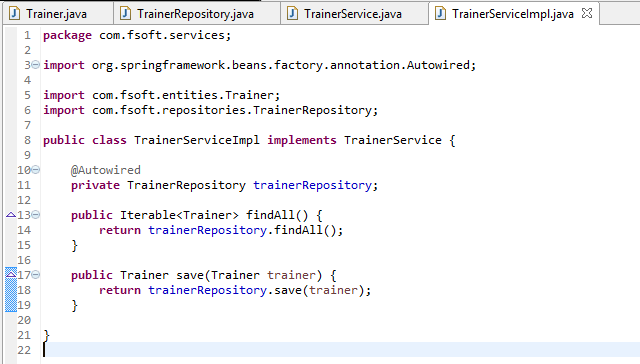 Trainer.java TrainerRepository.java TrainerService.java TrainerServiceImpl.java
1 package com.fsoft.services;
2
3 import org.springframework.beans.factory.annotation.Autowired;
4
5 import com.fsoft.entities.Trainer;
6 import com.fsoft.repositories.TrainerRepository;
7
8 public class TrainerServiceImpl implements TrainerService {
9
10     @Autowired
11     private TrainerRepository trainerRepository;
12
13     public Iterable<Trainer> findAll() {
14         return trainerRepository.findAll();
15     }
16
17     public Trainer save(Trainer trainer) {
18         return trainerRepository.save(trainer);
19     }
20
21 }
22